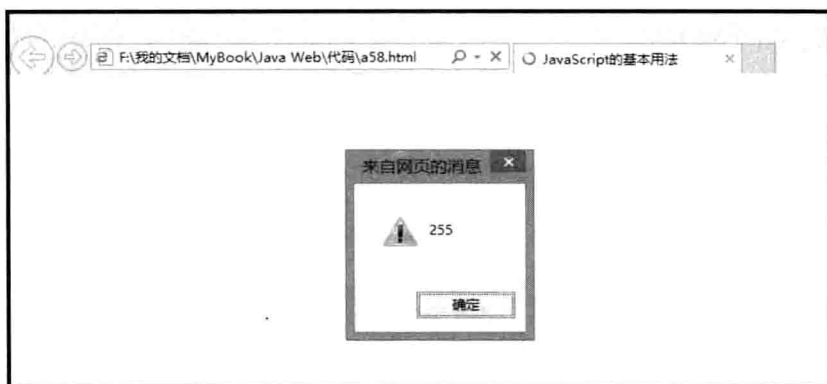 F:\我的文档\MyBook\Java Web\代码\a58.html
JavaScript的基本用法
来自网页的消息
255
确定